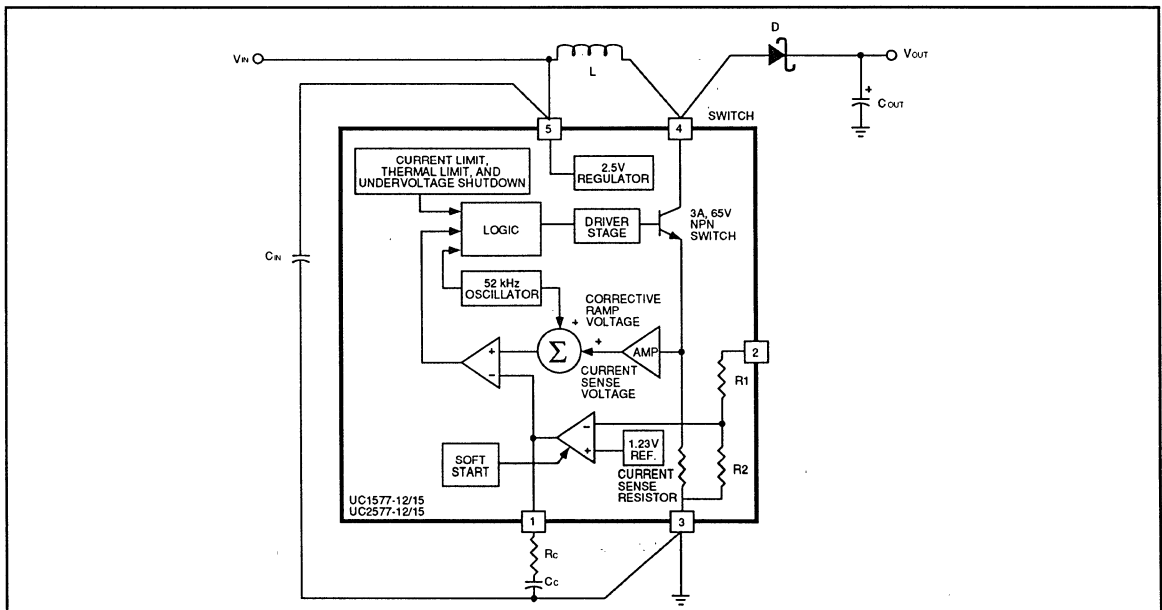 D
VIN
L
VOUT
+
COUT
5
4
SWITCH
CURRENT LIMIT,
THERMAL LIMIT, AND
UNDERVOLTAGE SHUTDOWN
2.5V
REGULATOR
LOGIC
DRIVER
STAGE
3A, 65V
NPN
SWITCH
CIN
52 kHz
OSCILLATOR
CORRECTIVE
RAMP
VOLTAGE
+
+
Σ
AMP
+
−
CURRENT
SENSE
VOLTAGE
2
R1
−
+
1.23V
REF.
SOFT
START
R2
CURRENT
SENSE
RESISTOR
UC1577-12/15
UC2577-12/15
1
3
RC
CC